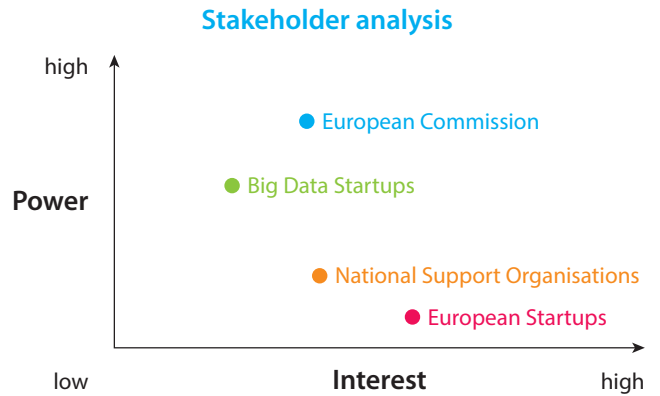 Stakeholder analysis
high
European Commission
Big Data Startups
Power
National Support Organisations
European Startups
low
Interest
high